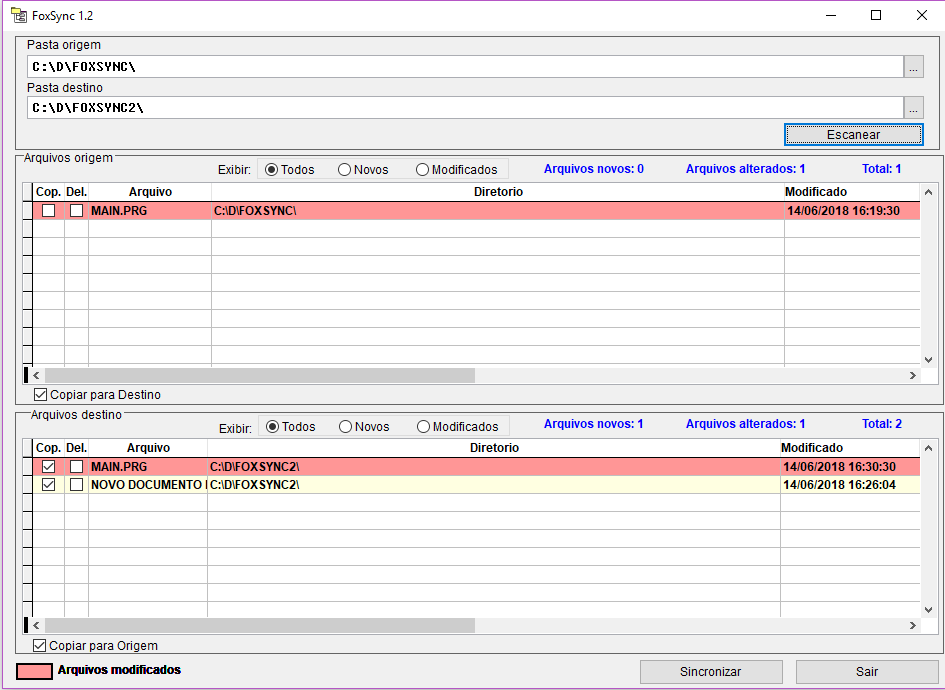 FoxSync 1.2
Pasta origem
C:\D\FOXSYNC\
...
Pasta destino
C:\D\FOXSYNC2\
...
Escanear
Arquivos origem
Exibir: Todos Novos Modificados Arquivos novos: 0 Arquivos alterados: 1 Total: 1
Cop. Del. Arquivo Diretorio Modificado
MAIN.PRG C:\D\FOXSYNC\ 14/06/2018 16:19:30
Copiar para Destino
Arquivos destino
Exibir: Todos Novos Modificados Arquivos novos: 1 Arquivos alterados: 1 Total: 2
Cop. Del. Arquivo Diretorio Modificado
MAIN.PRG C:\D\FOXSYNC2\ 14/06/2018 16:30:30
NOVO DOCUMENTO C:\D\FOXSYNC2\ 14/06/2018 16:26:04
Copiar para Origem
Arquivos modificados
Sincronizar Sair